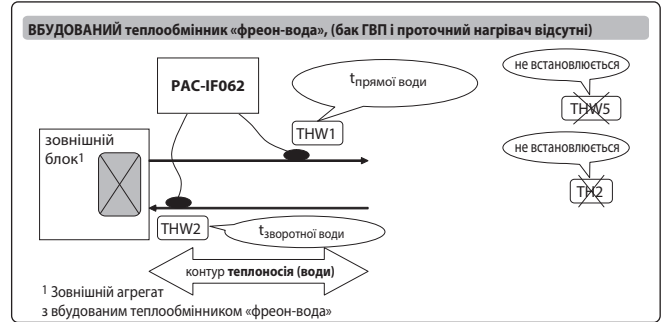 ВБУДОВАНИЙ теплообмінник «фреон-вода», (бак ГВП і проточний нагрівач відсутні)
не встановлюється
THW5
PAC-IF062
tпрямої води
THW1
зовнішній
блок1
не встановлюється
TH2
THW2
tзворотної води
контур теплоносія (води)
1 Зовнішній агрегат
з вбудованим теплообмінником «фреон-вода»